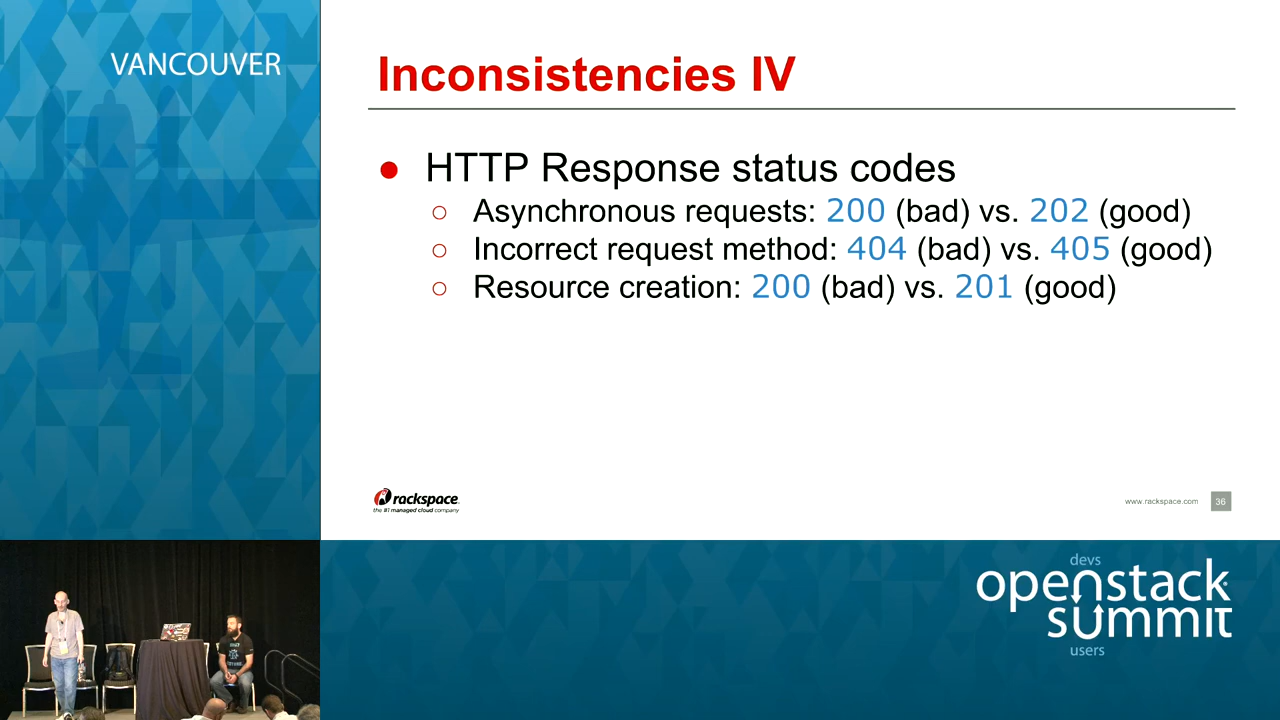 VANCOUVER
Inconsistencies IV
● HTTP Response status codes
○ Asynchronous requests: 200 (bad) vs. 202 (good)
○ Incorrect request method: 404 (bad) vs. 405 (good)
○ Resource creation: 200 (bad) vs. 201 (good)
rackspace
the #1 managed cloud company
www.rackspace.com 36
devs
openstack
summit
users